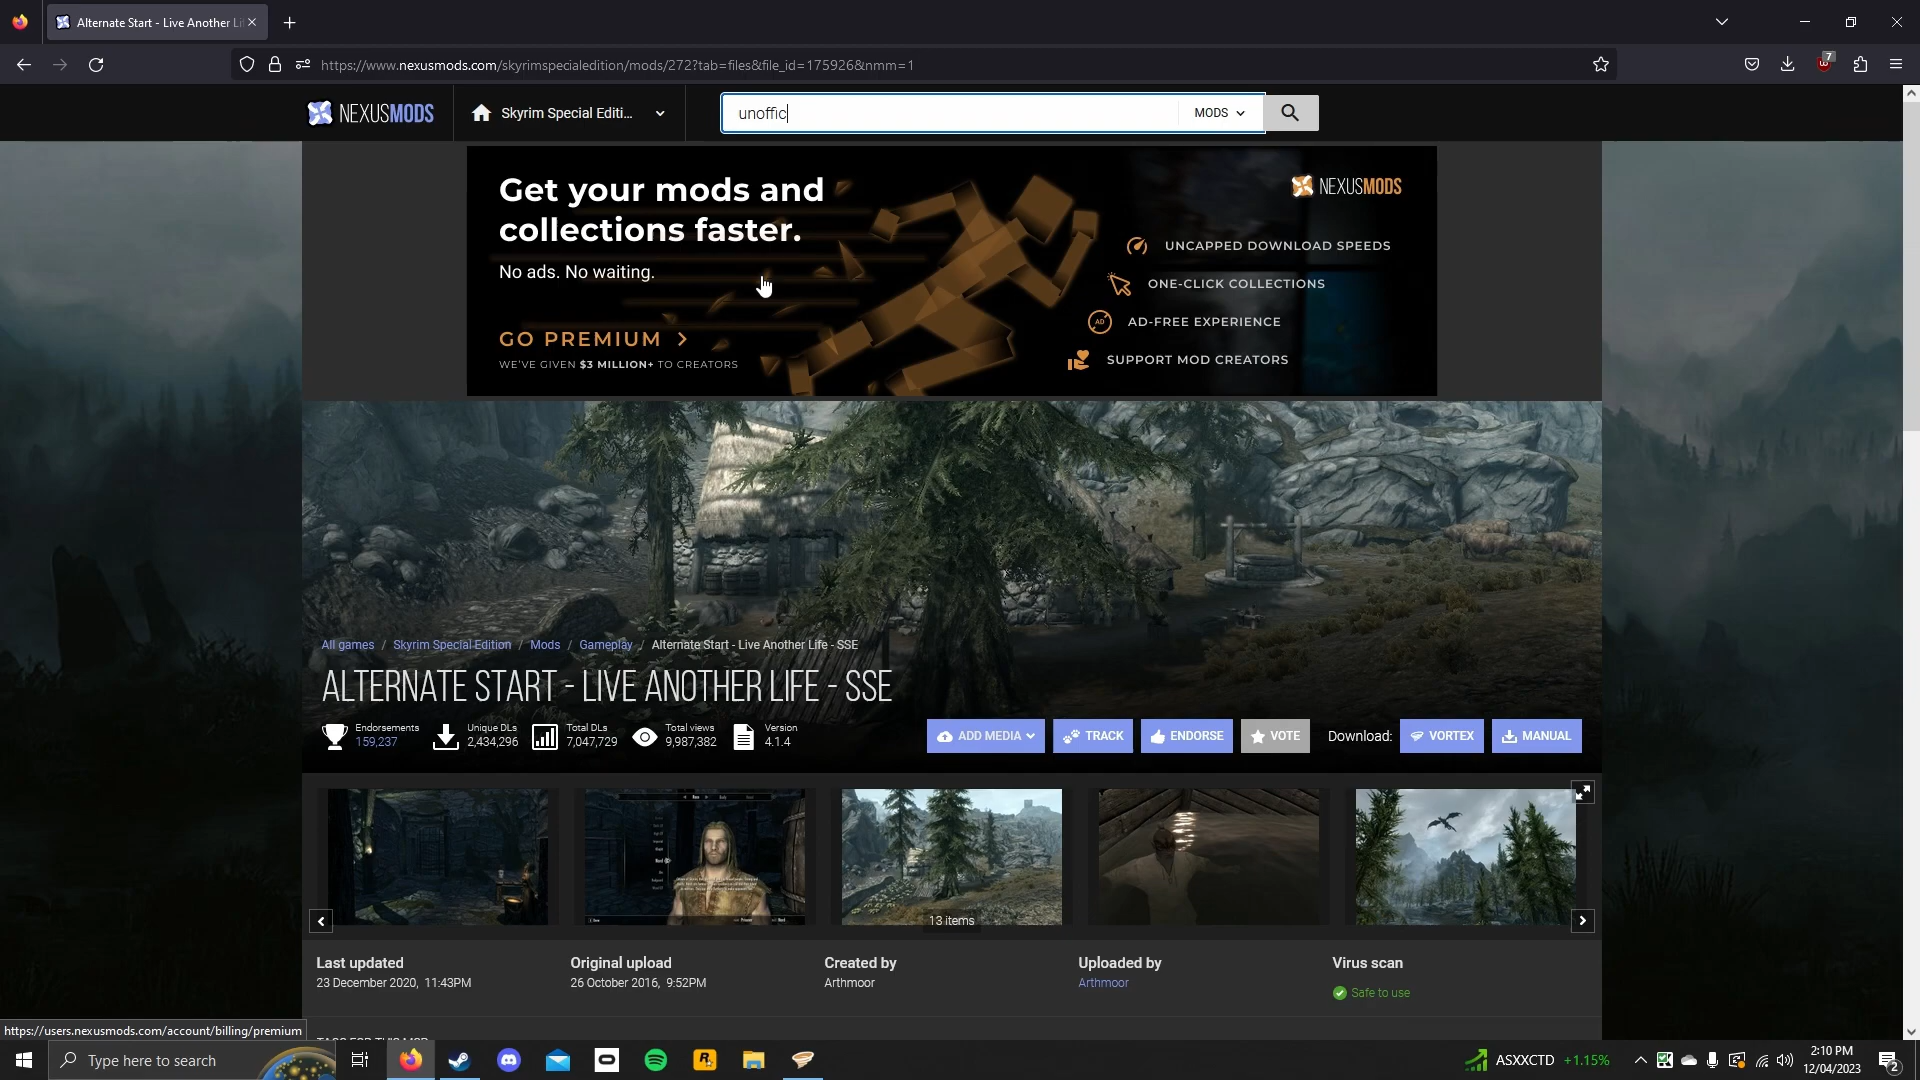 Alternate Start - Live Another Li
https://www.nexusmods.com/skyrimspecialedition/mods/272?tab=files&file_id=175926&nmm=1
7
NEXUSMODS
Skyrim Special Editi...
unoffic
MODS
Get your mods and
collections faster.
No ads. No waiting.
GO PREMIUM
WE'VE GIVEN $3 MILLION+ TO CREATORS
NEXUSMODS
UNCAPPED DOWNLOAD SPEEDS
ONE-CLICK COLLECTIONS
AD
AD-FREE EXPERIENCE
SUPPORT MOD CREATORS
All games / Skyrim Special Edition / Mods / Gameplay / Alternate Start - Live Another Life - SSE
ALTERNATE START - LIVE ANOTHER LIFE - SSE
Endorsements
159,237
Unique DLs
2,434,296
Total DLs
7,047,729
Total views
9,987,382
Version
4.1.4
ADD MEDIA
TRACK
ENDORSE
VOTE
Download:
VORTEX
MANUAL
13 items
Last updated
23 December 2020, 11:43PM
Original upload
26 October 2016, 9:52PM
Created by
Arthmoor
Uploaded by
Arthmoor
Virus scan
Safe to use
https://users.nexusmods.com/account/billing/premium
TAGS FOR THIS MOD
Type here to search
ASXXCTD +1.15%
2:10 PM
12/04/2023
2